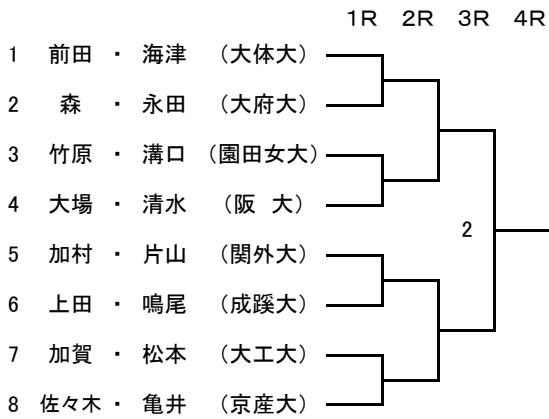 1R 2R 3R 4R
1 前田 ・ 海津 (大体大)
2 森 ・ 永田 (大府大)
3 竹原 ・ 溝口 (園田女大)
4 大場 ・ 清水 (阪 大)
2
5 加村 ・ 片山 (関外大)
6 上田 ・ 鳴尾 (成蹊大)
7 加賀 ・ 松本 (大工大)
8 佐々木 ・ 亀井 (京産大)